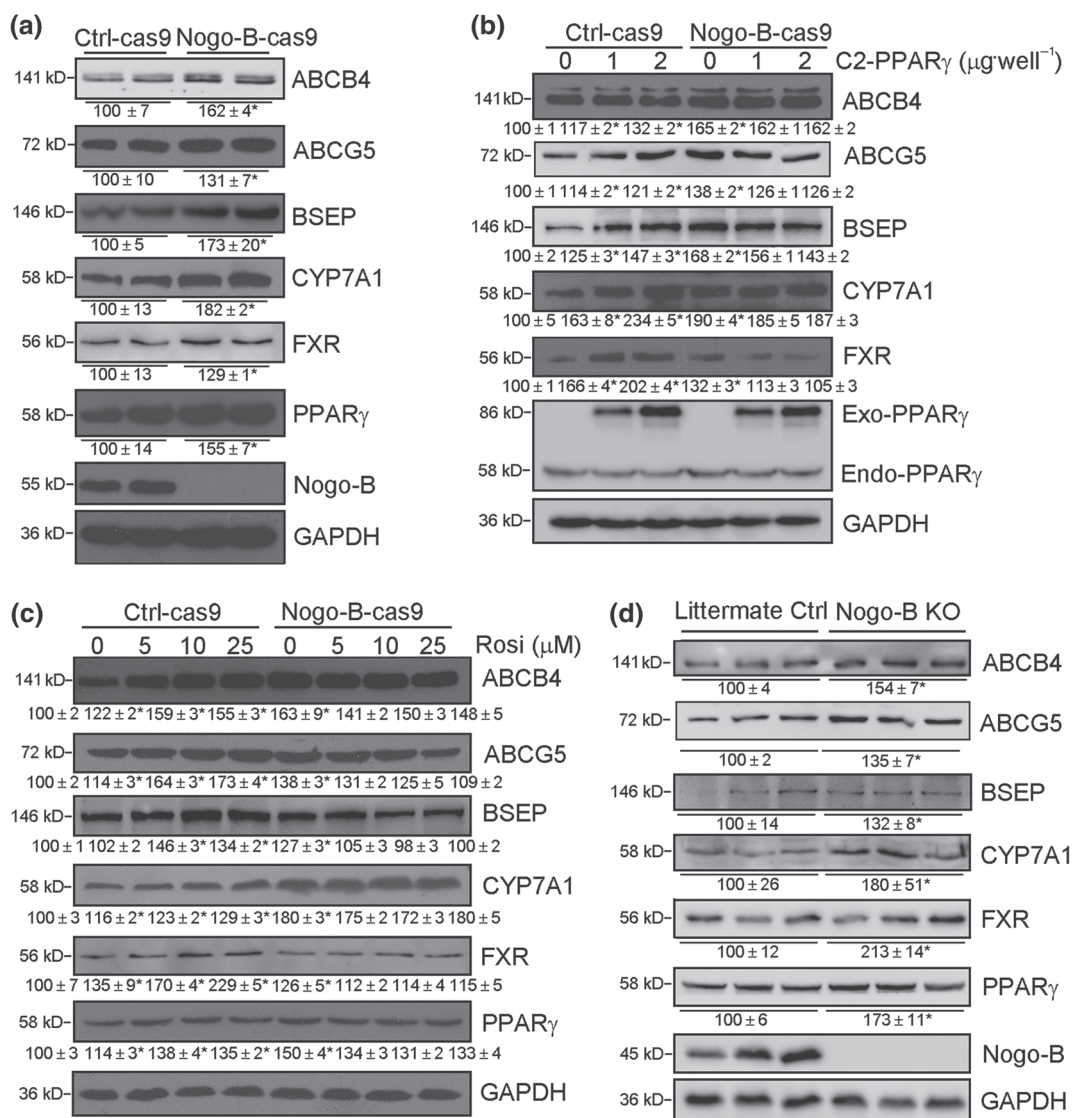 (a)
Ctrl-cas9 Nogo-B-cas9
141 kD- ABCB4
100 ± 7 162 ± 4*
72 kD- ABCG5
100 ± 10 131 ± 7*
146 kD- BSEP
100 ± 5 173 ± 20*
58 kD- CYP7A1
100 ± 13 182 ± 2*
56 kD- FXR
100 ± 13 129 ± 1*
58 kD- PPARγ
100 ± 14 155 ± 7*
55 kD- Nogo-B
36 kD- GAPDH
(b)
Ctrl-cas9 Nogo-B-cas9
0 1 2 0 1 2 C2-PPARγ (μg·well⁻¹)
141 kD- ABCB4
100 ± 1 117 ± 2* 132 ± 2* 165 ± 2* 162 ± 1 162 ± 2
72 kD- ABCG5
100 ± 1 114 ± 2* 121 ± 2* 138 ± 2* 126 ± 1 126 ± 2
146 kD- BSEP
100 ± 2 125 ± 3* 147 ± 3* 168 ± 2* 156 ± 1 143 ± 2
58 kD- CYP7A1
100 ± 5 163 ± 8* 234 ± 5* 190 ± 4* 185 ± 5 187 ± 3
56 kD- FXR
100 ± 1 166 ± 4* 202 ± 4* 132 ± 3* 113 ± 3 105 ± 3
86 kD- Exo-PPARγ
58 kD- Endo-PPARγ
36 kD- GAPDH
(c)
Ctrl-cas9 Nogo-B-cas9
0 5 10 25 0 5 10 25 Rosi (μM)
141 kD- ABCB4
100 ± 2 122 ± 2* 159 ± 3* 155 ± 3* 163 ± 9* 141 ± 2 150 ± 3 148 ± 5
72 kD- ABCG5
100 ± 2 114 ± 3* 164 ± 3* 173 ± 4* 138 ± 3* 131 ± 2 125 ± 5 109 ± 2
146 kD- BSEP
100 ± 1 102 ± 2 146 ± 3* 134 ± 2* 127 ± 3* 105 ± 3 98 ± 3 100 ± 2
58 kD- CYP7A1
100 ± 3 116 ± 2* 123 ± 2* 129 ± 3* 180 ± 3* 175 ± 2 172 ± 3 180 ± 5
56 kD- FXR
100 ± 7 135 ± 9* 170 ± 4* 229 ± 5* 126 ± 5* 112 ± 2 114 ± 4 115 ± 5
58 kD- PPARγ
100 ± 3 114 ± 3* 138 ± 4* 135 ± 2* 150 ± 4* 134 ± 3 131 ± 2 133 ± 4
36 kD- GAPDH
(d)
Littermate Ctrl Nogo-B KO
141 kD- ABCB4
100 ± 4 154 ± 7*
72 kD- ABCG5
100 ± 2 135 ± 7*
146 kD- BSEP
100 ± 14 132 ± 8*
58 kD- CYP7A1
100 ± 26 180 ± 51*
56 kD- FXR
100 ± 12 213 ± 14*
58 kD- PPARγ
100 ± 6 173 ± 11*
45 kD- Nogo-B
36 kD- GAPDH